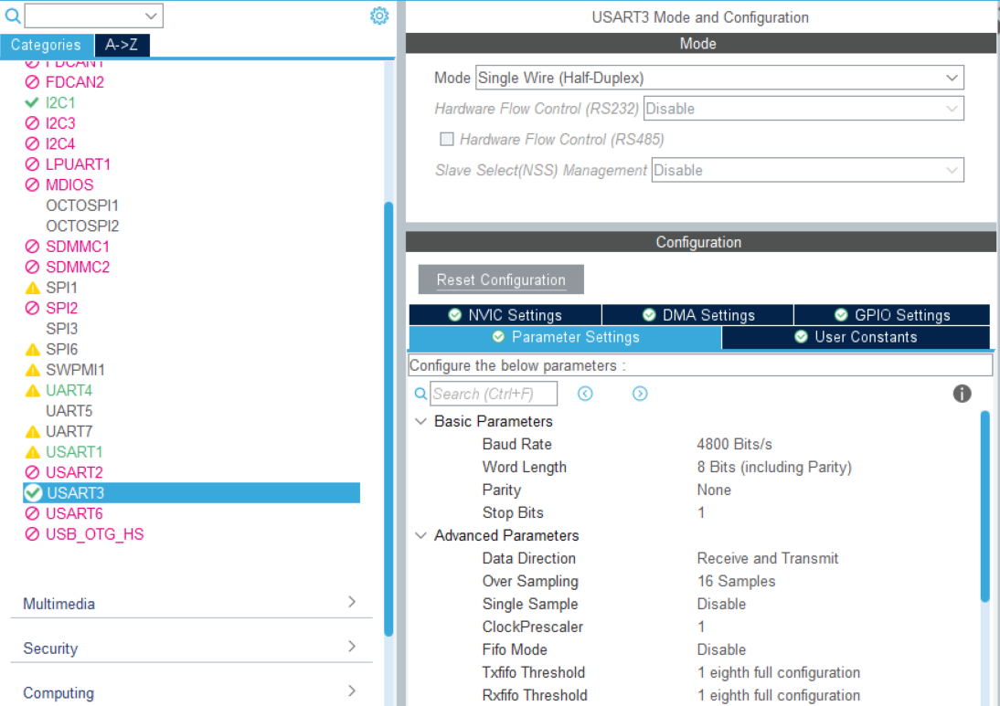 Categories
A->Z
FDCAN1
FDCAN2
I2C1
I2C3
I2C4
LPUART1
MDIOS
OCTOSPI1
OCTOSPI2
SDMMC1
SDMMC2
SPI1
SPI2
SPI3
SPI6
SWPMI1
UART4
UART5
UART7
USART1
USART2
USART3
USART6
USB_OTG_HS
Multimedia
Security
Computing
USART3 Mode and Configuration
Mode
Mode Single Wire (Half-Duplex)
Hardware Flow Control (RS232) Disable
Hardware Flow Control (RS485)
Slave Select(NSS) Management Disable
Configuration
Reset Configuration
NVIC Settings
DMA Settings
GPIO Settings
Parameter Settings
User Constants
Configure the below parameters :
Search (Ctrl+F)
Basic Parameters
Baud Rate 4800 Bits/s
Word Length 8 Bits (including Parity)
Parity None
Stop Bits 1
Advanced Parameters
Data Direction Receive and Transmit
Over Sampling 16 Samples
Single Sample Disable
ClockPrescaler 1
Fifo Mode Disable
Txfifo Threshold 1 eighth full configuration
Rxfifo Threshold 1 eighth full configuration